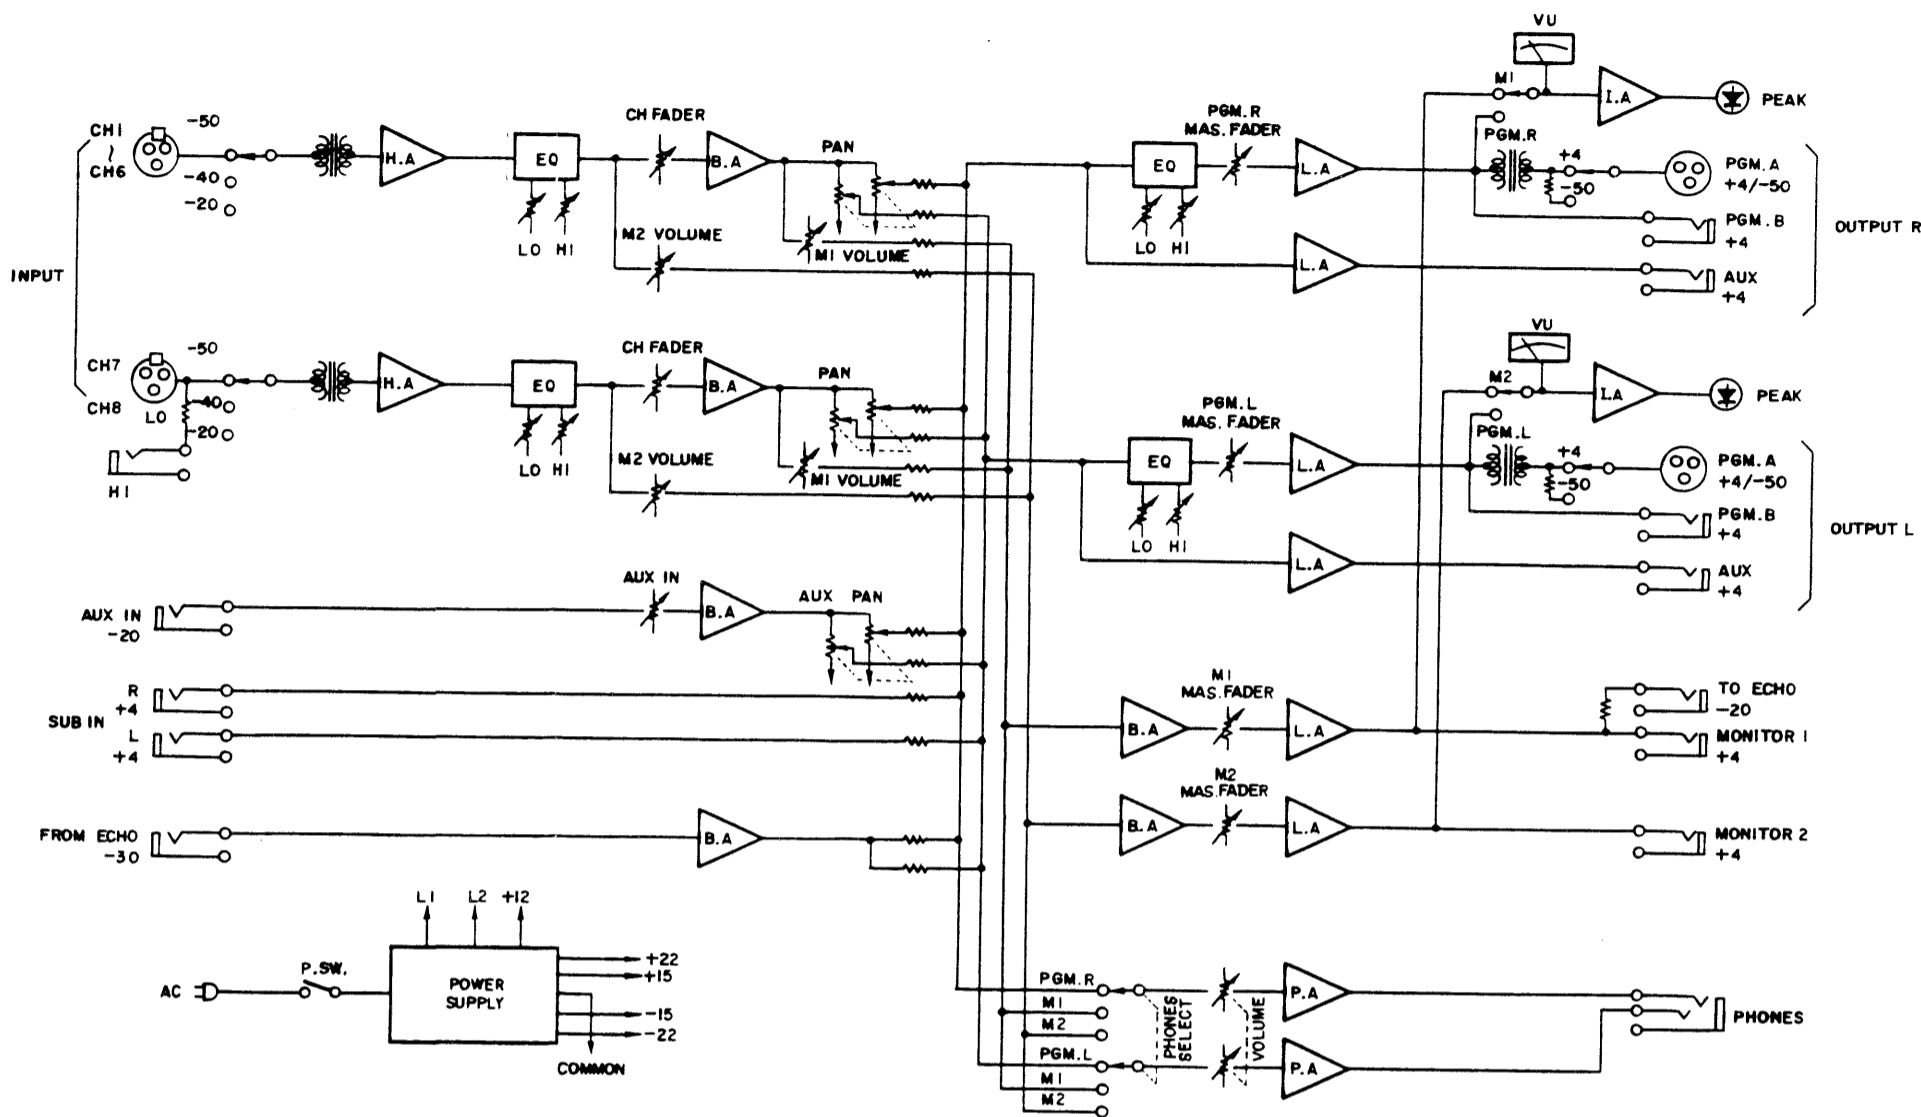 INPUT
CH1
CH6
-50
-40
-20
H.A
EQ
LO
HI
CH FADER
B.A
PAN
M2 VOLUME
M1 VOLUME
CH7
CH8
LO
HI
-50
-40
-20
H.A
EQ
LO
HI
CH FADER
B.A
PAN
M2 VOLUME
M1 VOLUME
AUX IN
-20
AUX IN
B.A
AUX PAN
SUB IN
R
+4
L
+4
FROM ECHO
-30
B.A
AC
P.SW.
POWER
SUPPLY
L1
L2
+12
+22
+15
-15
-22
COMMON
PGM.R
MAS. FADER
EQ
LO
HI
L.A
L.A
VU
M1
PGM.R
I.A
PEAK
+4
-50
PGM.A
+4/-50
PGM.B
+4
AUX
+4
OUTPUT R
PGM.L
MAS. FADER
EQ
LO
HI
L.A
L.A
VU
M2
PGM.L
I.A
PEAK
+4
-50
PGM.A
+4/-50
PGM.B
+4
AUX
+4
OUTPUT L
M1
MAS.FADER
B.A
L.A
TO ECHO
-20
MONITOR 1
+4
M2
MAS.FADER
B.A
L.A
MONITOR 2
+4
PGM.R
M1
M2
PGM.L
M1
M2
PHONES
SELECT
VOLUME
P.A
P.A
PHONES